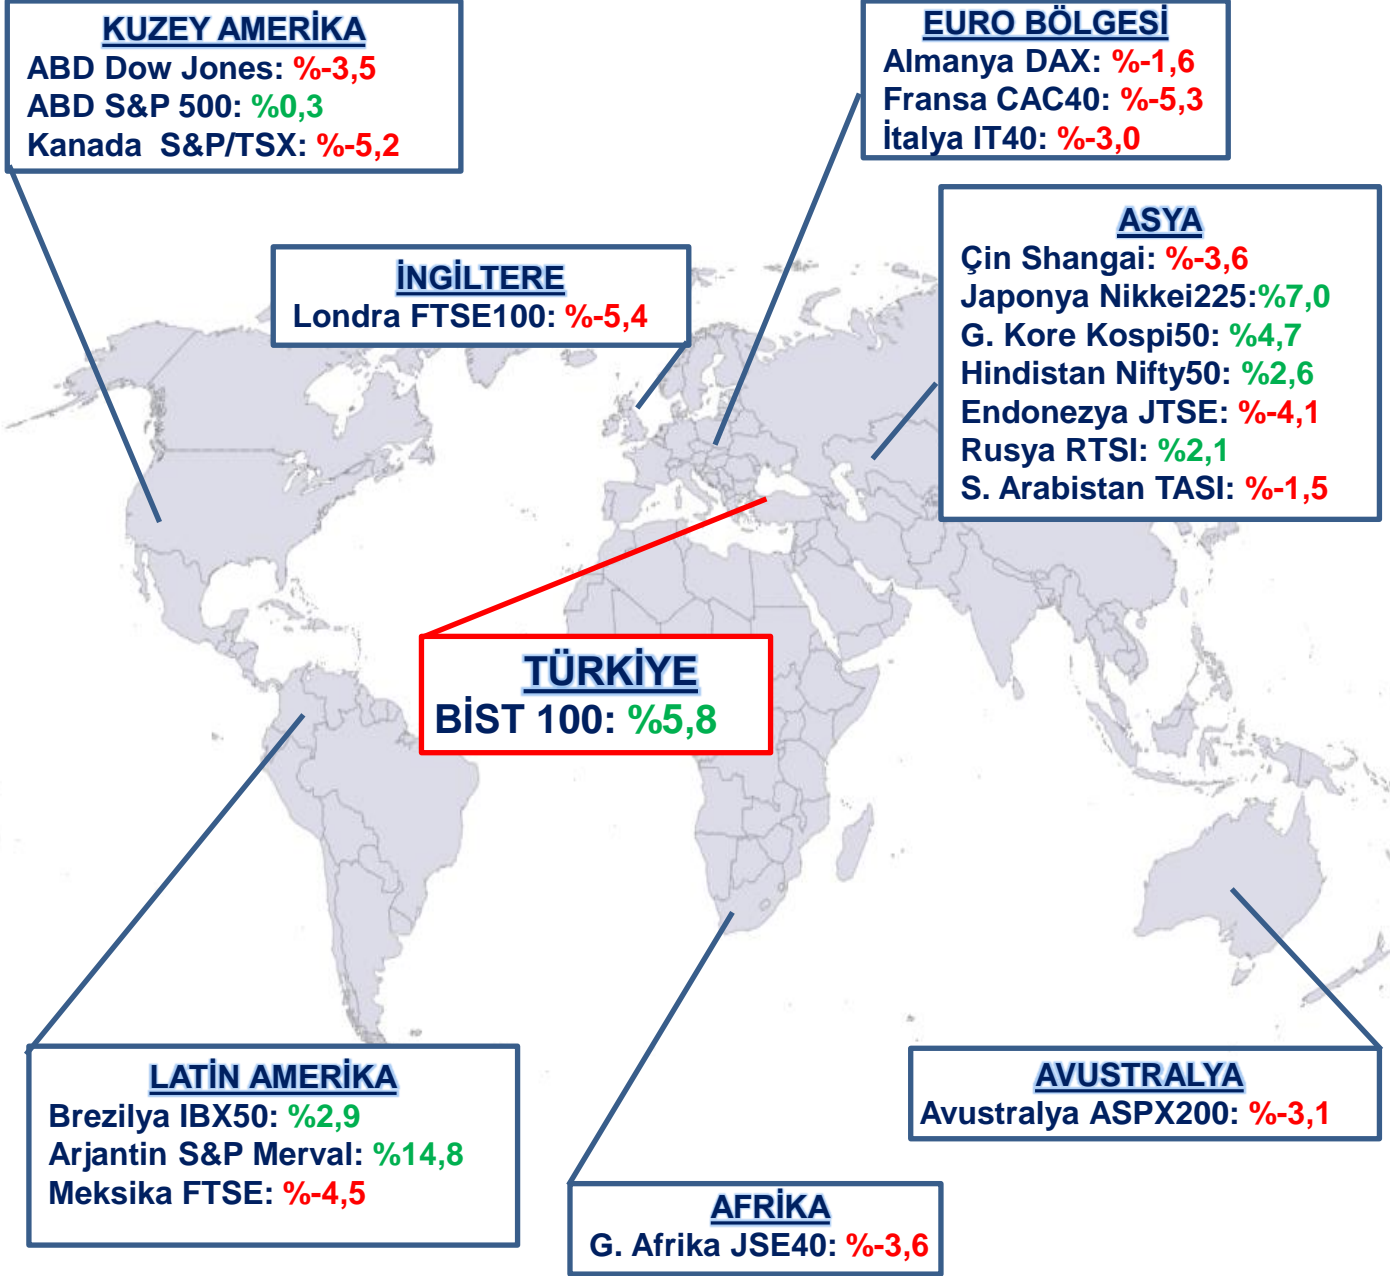 KUZEY AMERİKA
ABD Dow Jones: %-3,5
ABD S&P 500: %0,3
Kanada S&P/TSX: %-5,2
EURO BÖLGESİ
Almanya DAX: %-1,6
Fransa CAC40: %-5,3
İtalya IT40: %-3,0
ASYA
Çin Shangai: %-3,6
Japonya Nikkei225:%7,0
G. Kore Kospi50: %4,7
Hindistan Nifty50: %2,6
Endonezya JTSE: %-4,1
Rusya RTSI: %2,1
S. Arabistan TASI: %-1,5
İNGİLTERE
Londra FTSE100: %-5,4
TÜRKİYE
BİST 100: %5,8
LATİN AMERİKA
Brezilya IBX50: %2,9
Arjantin S&P Merval: %14,8
Meksika FTSE: %-4,5
AVUSTRALYA
Avustralya ASPX200: %-3,1
AFRİKA
G. Afrika JSE40: %-3,6